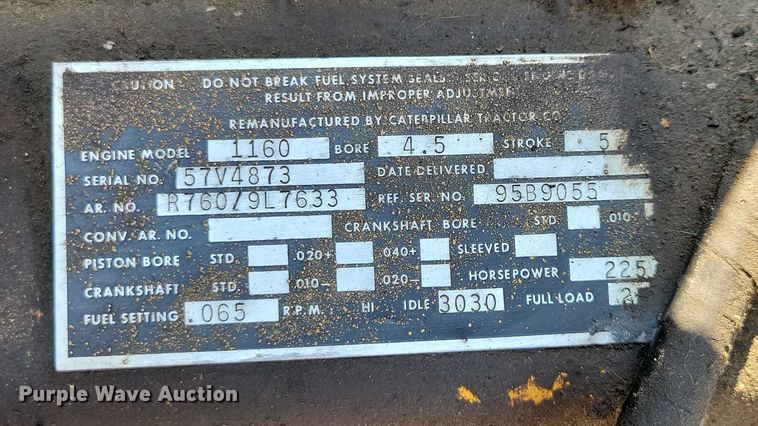 CAUTION DO NOT BREAK FUEL SYSTEM SEALS
RESULT FROM IMPROPER ADJUSTMENT
REMANUFACTURED BY CATERPILLAR TRACTOR CO
ENGINE MODEL 1160 BORE 4.5 STROKE 5
SERIAL NO. 57V4873 DATE DELIVERED
AR. NO. R760/9L7633 REF. SER. NO. 95B9055
CONV. AR. NO. CRANKSHAFT BORE STD .010-
PISTON BORE STD .020+ .040+ SLEEVED
CRANKSHAFT STD .010- .020- HORSEPOWER 225
FUEL SETTING .065 R.P.M. HI IDLE 3030 FULL LOAD
Purple Wave Auction